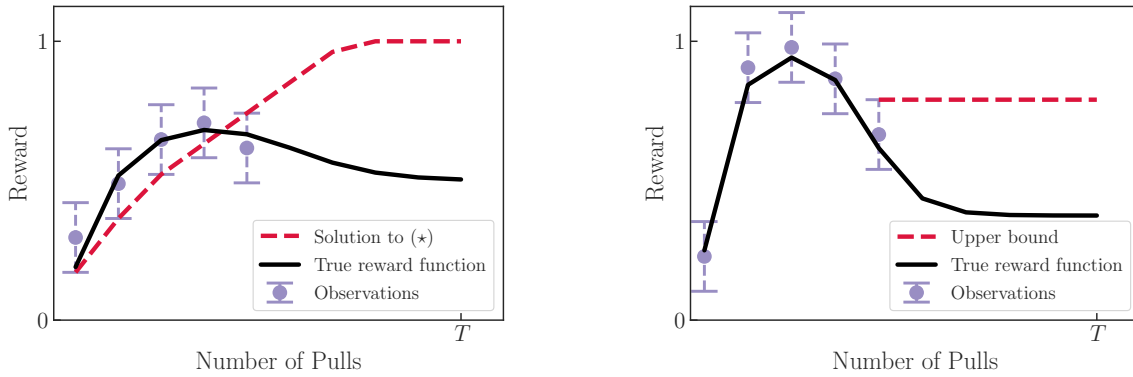 1
0
Reward
T
Number of Pulls
Solution to (⋆)
True reward function
Observations
1
0
Reward
T
Number of Pulls
Upper bound
True reward function
Observations